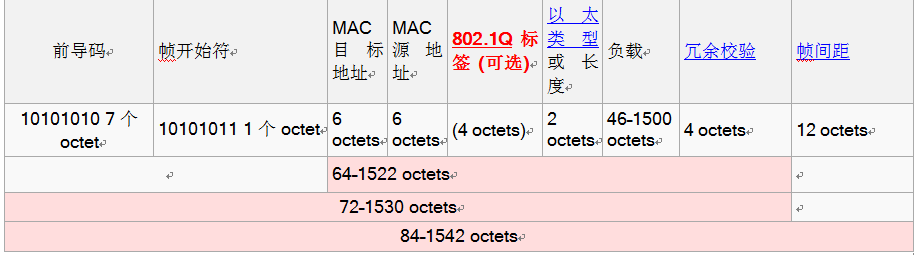 前导码
帧开始符
MAC
目标
地址
MAC
源地
址
802.1Q 标
签 (可选)
以太
类型
或长
度
负载
冗余校验
帧间距
10101010 7 个
octet
10101011 1 个 octet
6
octets
6
octets
(4 octets)
2
octets
46-1500
octets
4 octets
12 octets
64-1522 octets
72-1530 octets
84-1542 octets